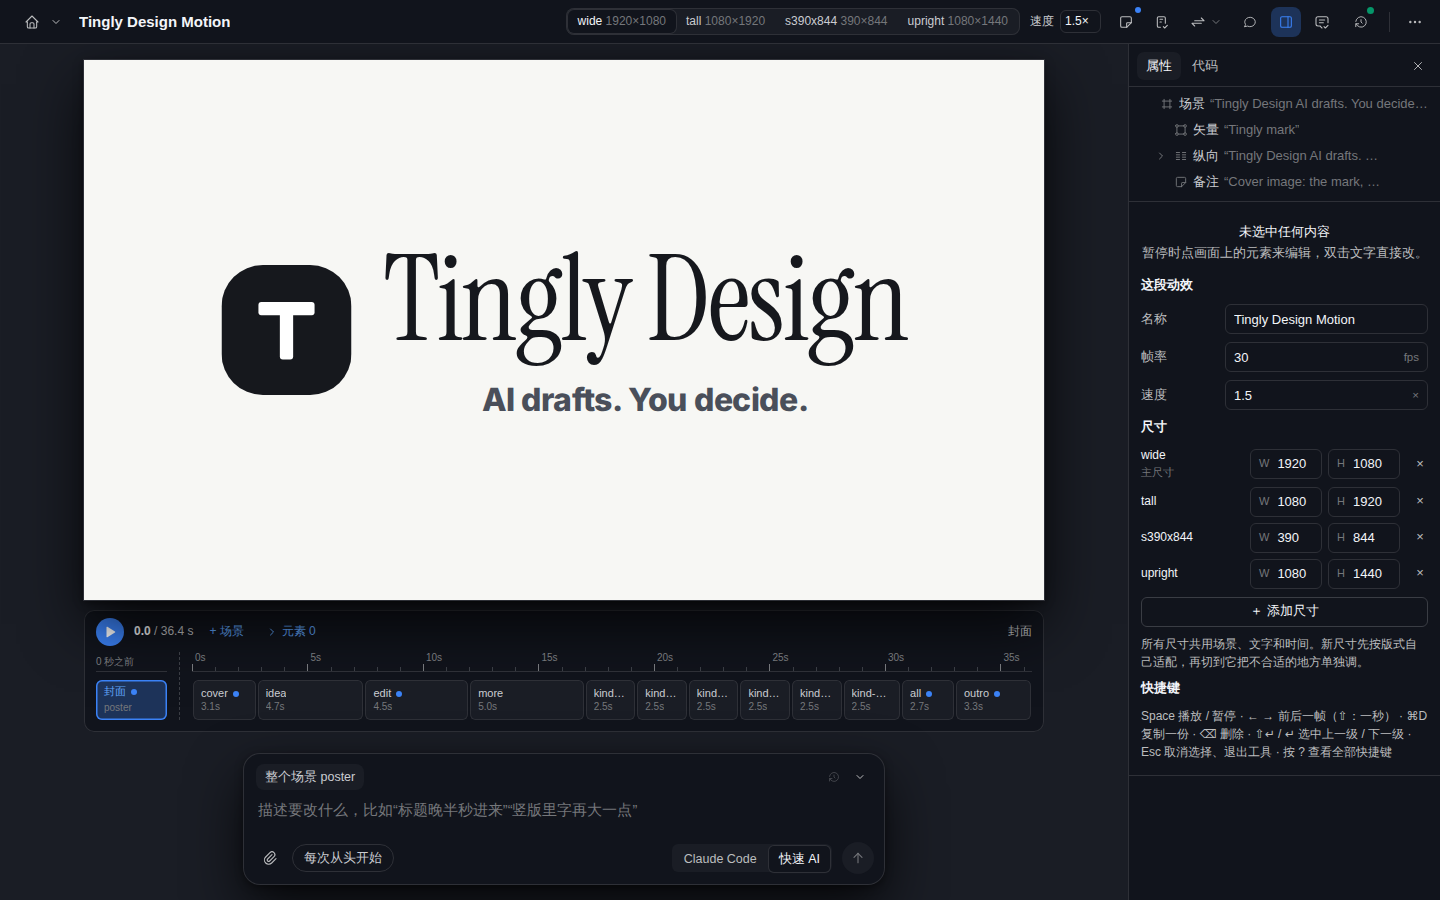 Tingly Design Motion
wide 1920×1080 tall 1080×1920 s390x844 390×844 upright 1080×1440 速度 1.5×
T Tingly Design
AI drafts. You decide.
属性 代码
场景 “Tingly Design AI drafts. You decide…
矢量 “Tingly mark”
纵向 “Tingly Design AI drafts. …
备注 “Cover image: the mark, …
未选中任何内容
暂停时点画面上的元素来编辑，双击文字直接改。
这段动效
名称 Tingly Design Motion
帧率 30 fps
速度 1.5 ×
尺寸
wide W 1920 H 1080 ×
主尺寸
tall W 1080 H 1920 ×
s390x844 W 390 H 844 ×
upright W 1080 H 1440 ×
+ 添加尺寸
所有尺寸共用场景、文字和时间。新尺寸先按版式自
己适配，再切到它把不合适的地方单独调。
快捷键
Space 播放 / 暂停 · ← → 前后一帧（⇧：一秒） · ⌘D
复制一份 · ⌫ 删除 · ⇧↵ / ↵ 选中上一级 / 下一级 ·
Esc 取消选择、退出工具 · 按 ? 查看全部快捷键
0.0 / 36.4 s + 场景 元素 0 封面
0 秒之前 0s 5s 10s 15s 20s 25s 30s 35s
封面 cover idea edit more kind… kind… kind… kind… kind… kind-… all outro
poster 3.1s 4.7s 4.5s 5.0s 2.5s 2.5s 2.5s 2.5s 2.5s 2.5s 2.7s 3.3s
整个场景 poster
描述要改什么，比如“标题晚半秒进来”“竖版里字再大一点”
每次从头开始 Claude Code 快速 AI